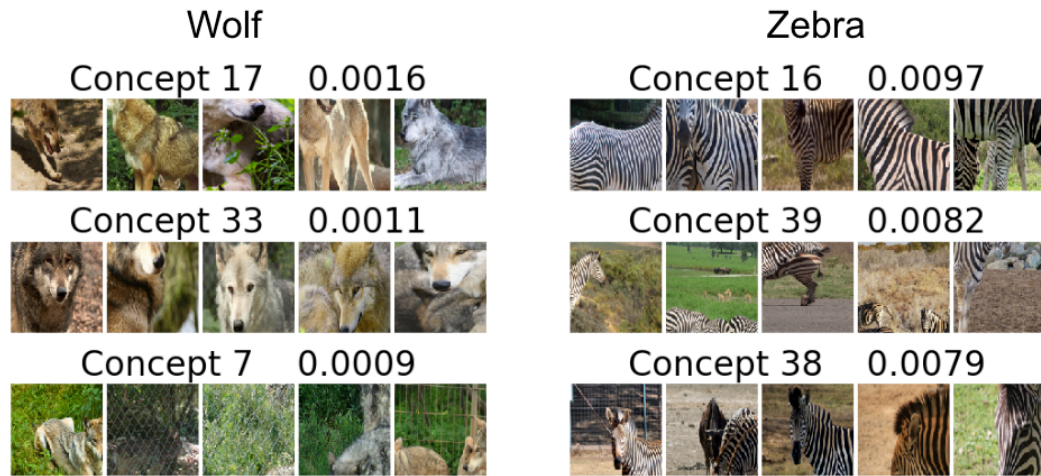 Wolf
Zebra
Concept 17 0.0016
Concept 16 0.0097
Concept 33 0.0011
Concept 39 0.0082
Concept 7 0.0009
Concept 38 0.0079